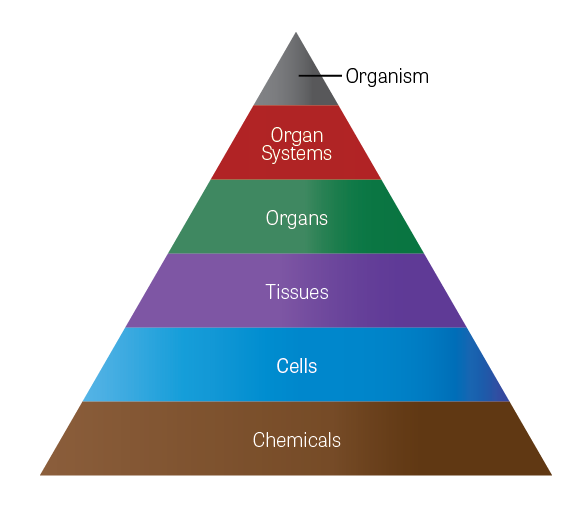 Organism
Organ
Systems
Organs
Tissues
Cells
Chemicals